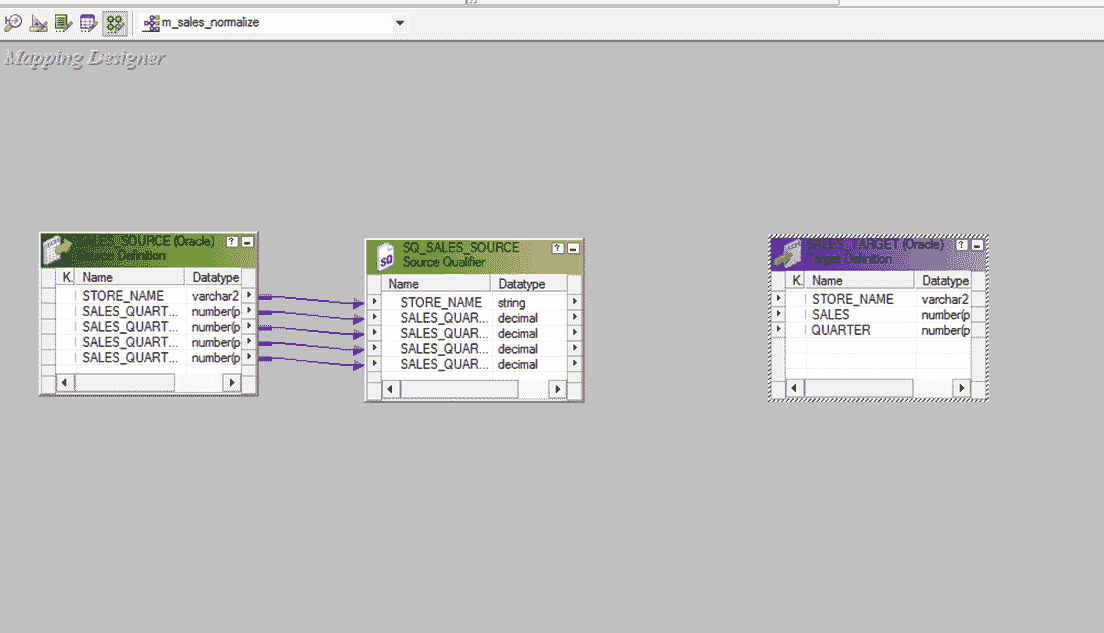 m_sales_normalize
Mapping Designer
SALES_SOURCE (Oracle)
Source Definition
K. Name Datatype
STORE_NAME varchar2
SALES_QUART... number(p
SALES_QUART... number(p
SALES_QUART... number(p
SALES_QUART... number(p
SQ_SALES_SOURCE
Source Qualifier
Name Datatype
STORE_NAME string
SALES_QUAR... decimal
SALES_QUAR... decimal
SALES_QUAR... decimal
SALES_QUAR... decimal
SALES_TARGET (Oracle)
Target Definition
K. Name Datatype
STORE_NAME varchar2
SALES number(p
QUARTER number(p